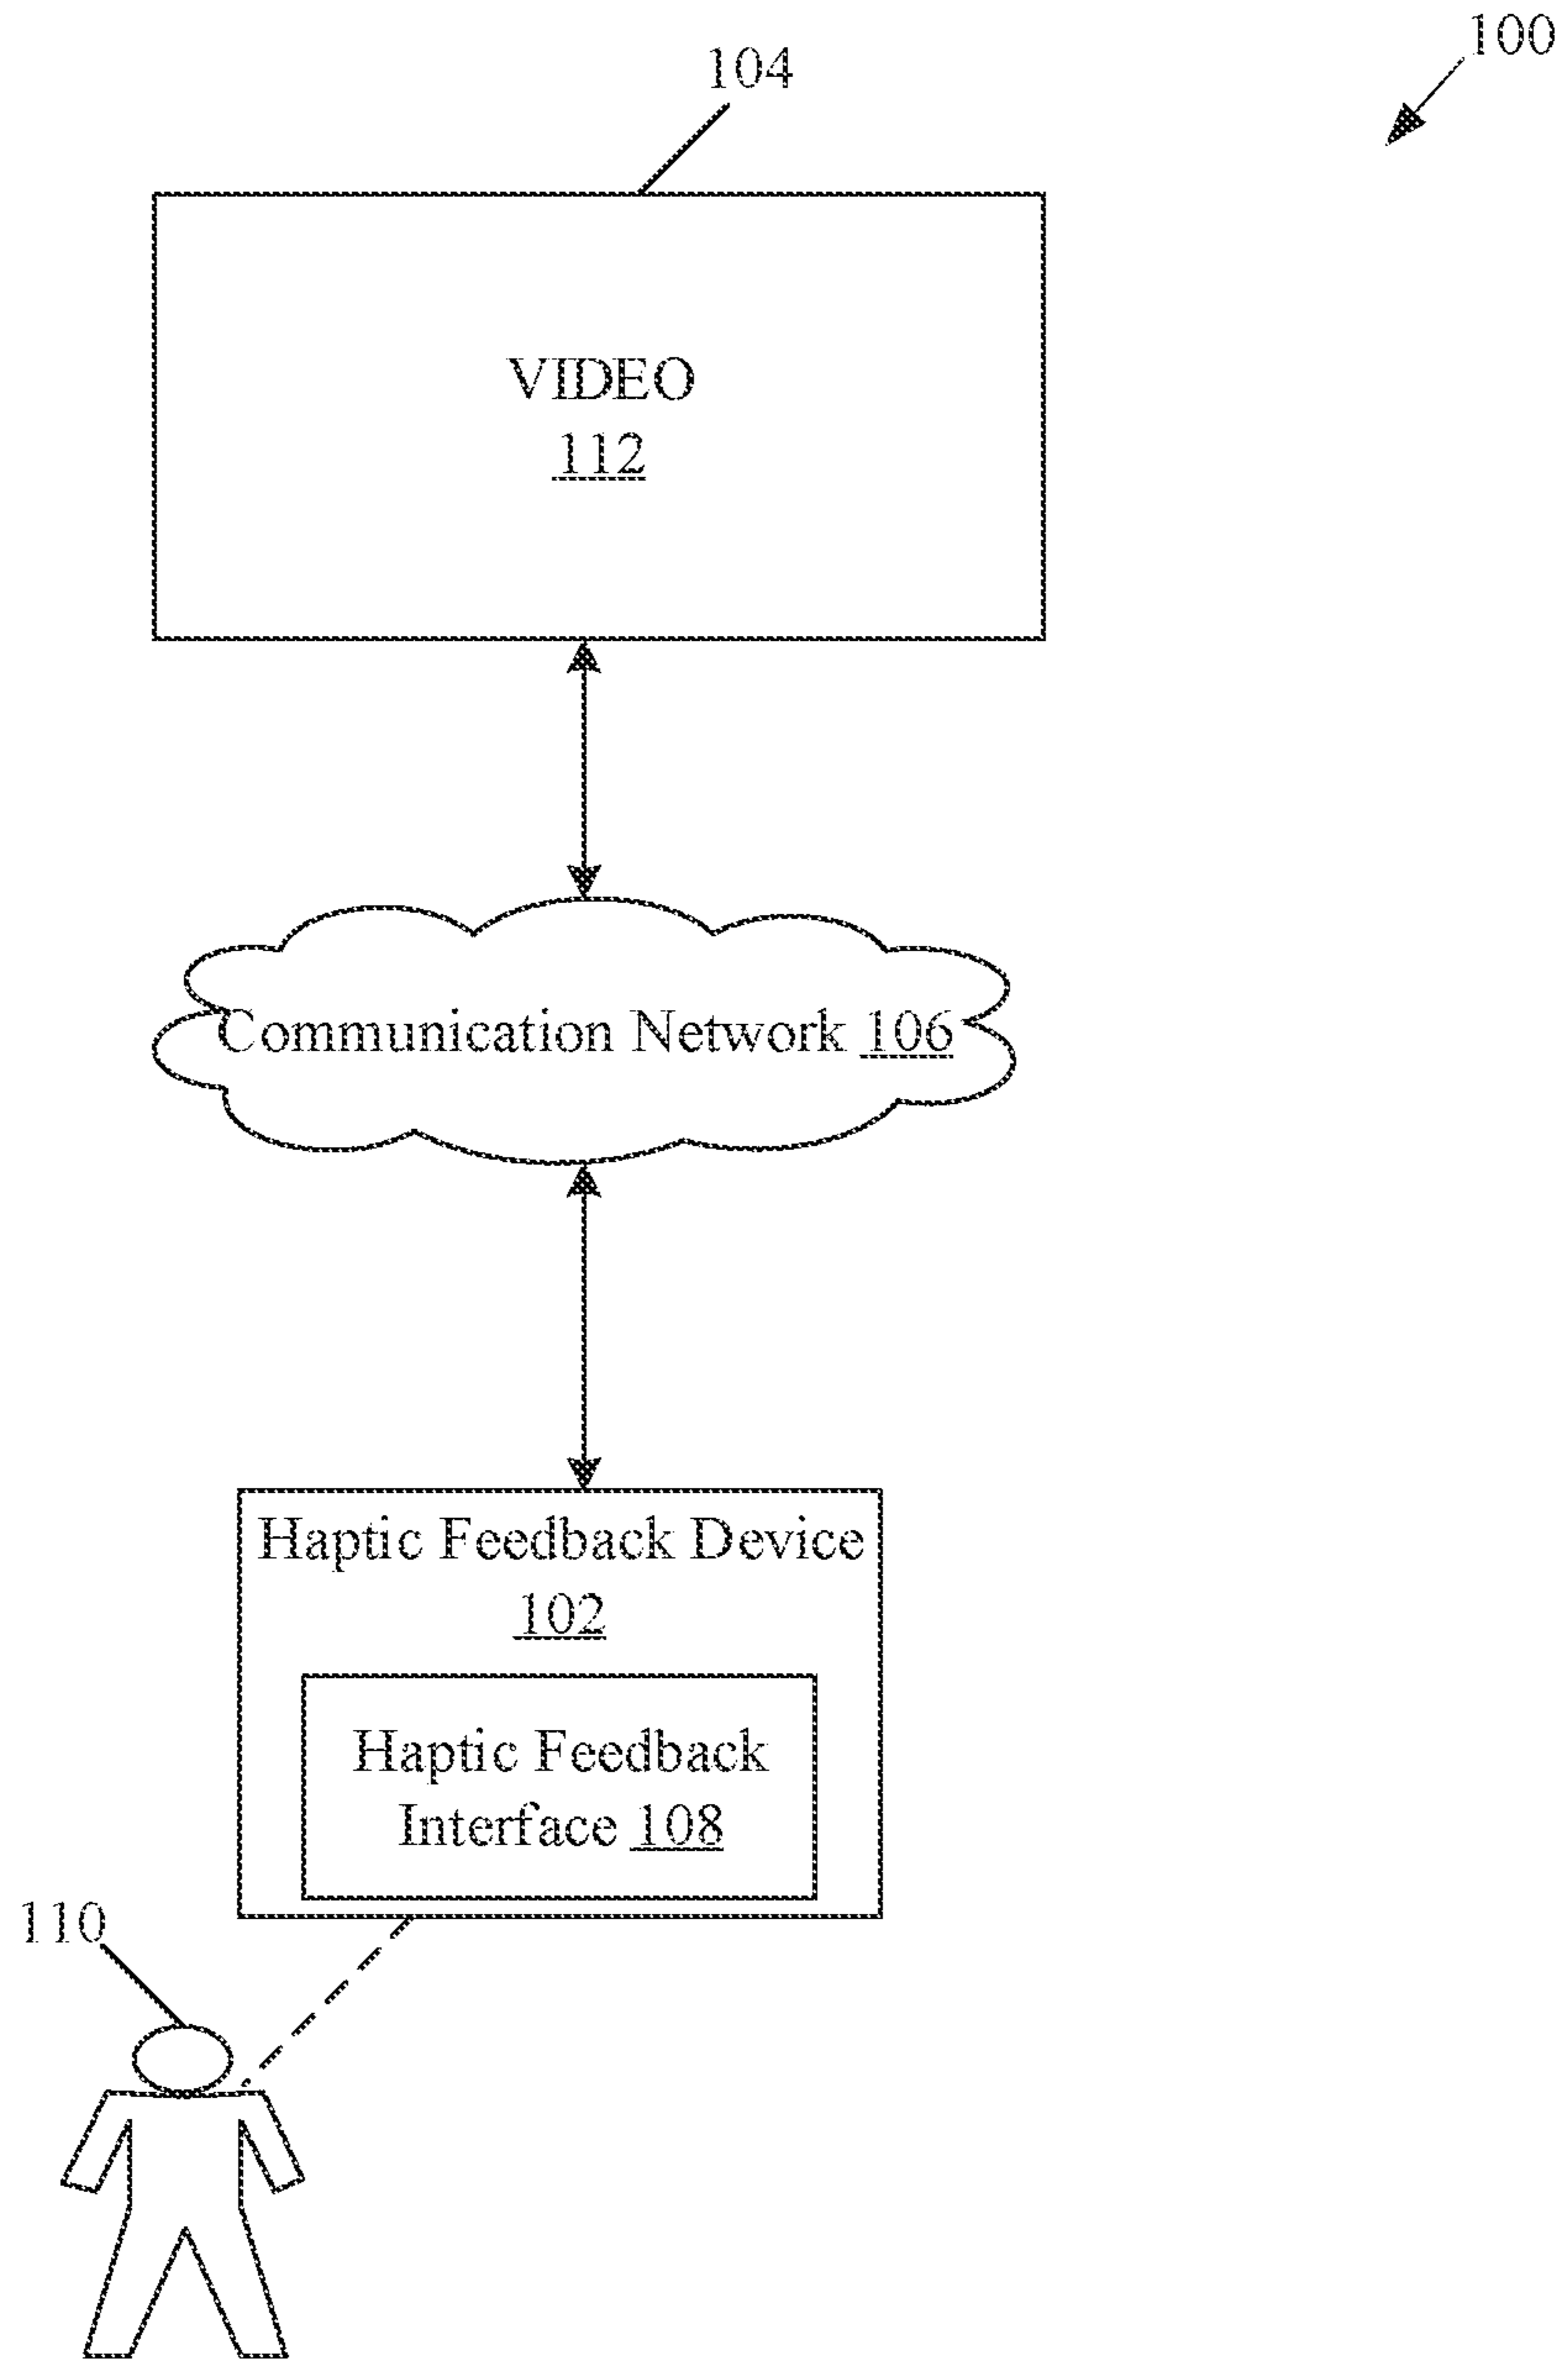 100
104
VIDEO
112
Communication Network 106
Haptic Feedback Device
102
Haptic Feedback
Interface 108
110